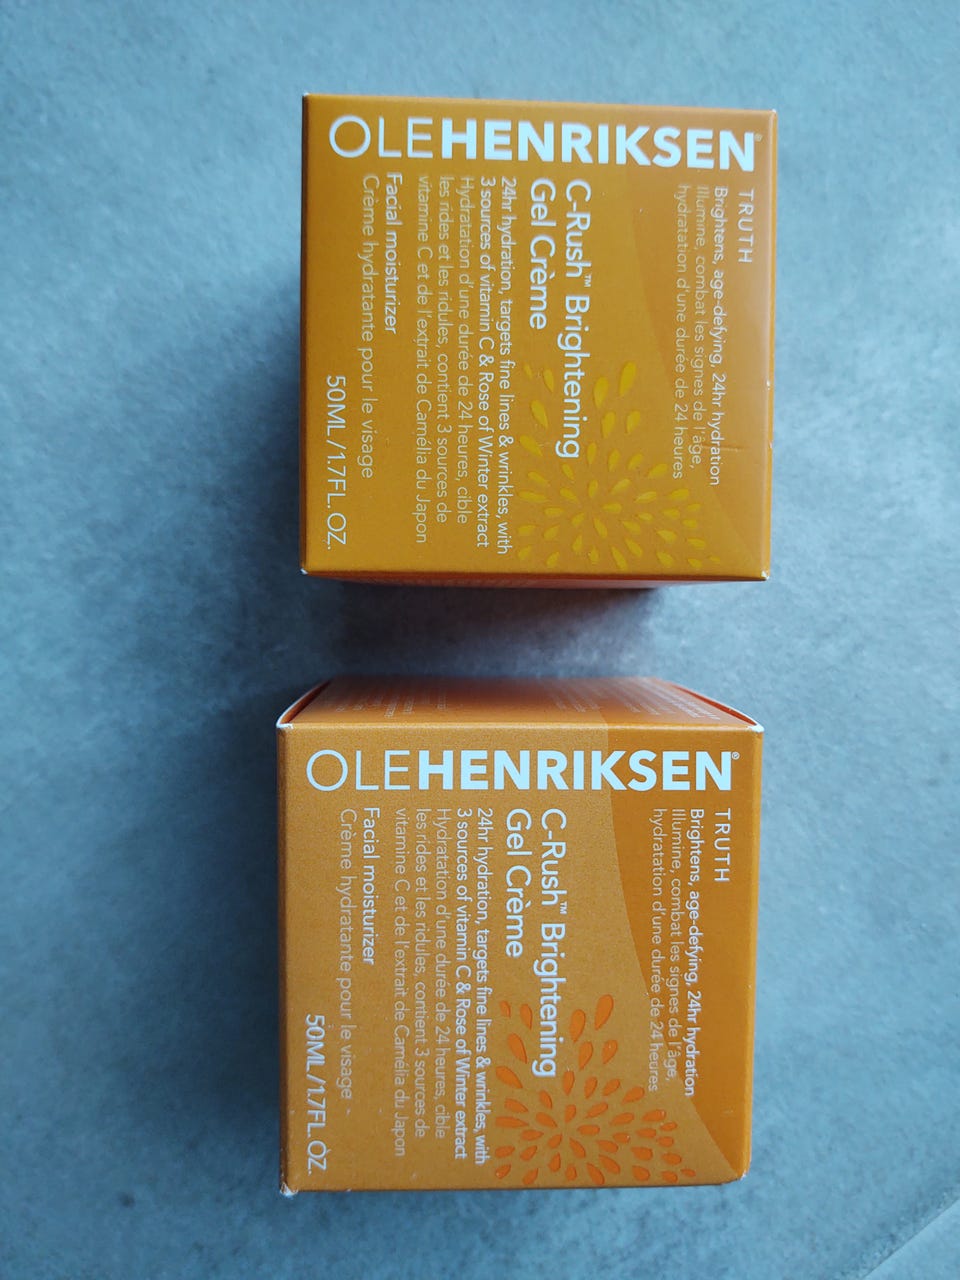 OLEHENRIKSEN®
TRUTH
Brightens, age-defying, 24hr hydration
Illumine, combat les signes de l'âge,
hydratation d'une durée de 24 heures
C-Rush™ Brightening
Gel Crème
24hr hydration, targets fine lines & wrinkles, with
3 sources of vitamin C & Rose of Winter extract
Hydratation d'une durée de 24 heures, cible
les rides et les ridules, contient 3 sources de
vitamine C et de l'extrait de Camélia du Japon
Facial moisturizer
Crème hydratante pour le visage
50ML/1.7FL.OZ.
OLEHENRIKSEN®
TRUTH
Brightens, age-defying, 24hr hydration
Illumine, combat les signes de l'âge,
hydratation d'une durée de 24 heures
C-Rush™ Brightening
Gel Crème
24hr hydration, targets fine lines & wrinkles, with
3 sources of vitamin C & Rose of Winter extract
Hydratation d'une durée de 24 heures, cible
les rides et les ridules, contient 3 sources de
vitamine C et de l'extrait de Camélia du Japon
Facial moisturizer
Crème hydratante pour le visage
50ML/1.7FL.OZ.